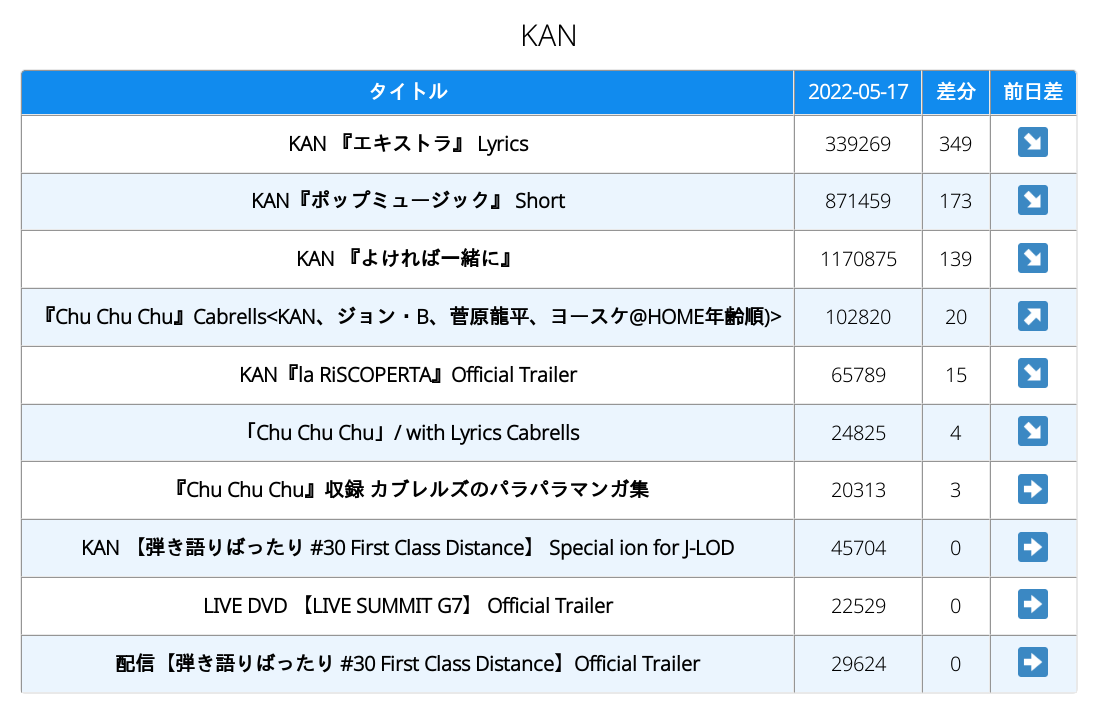 KAN
タイトル 2022-05-17 差分 前日差
KAN 『エキストラ』 Lyrics 339269 349
KAN『ポップミュージック』 Short 871459 173
KAN 『よければ一緒に』 1170875 139
『Chu Chu Chu』Cabrells<KAN、ジョン・B、菅原龍平、ヨースケ@HOME年齢順)> 102820 20
KAN『la RiSCOPERTA』Official Trailer 65789 15
「Chu Chu Chu」/ with Lyrics Cabrells 24825 4
『Chu Chu Chu』収録 カブレルズのパラパラマンガ集 20313 3
KAN 【弾き語りばったり #30 First Class Distance】 Special ion for J-LOD 45704 0
LIVE DVD 【LIVE SUMMIT G7】 Official Trailer 22529 0
配信【弾き語りばったり #30 First Class Distance】Official Trailer 29624 0